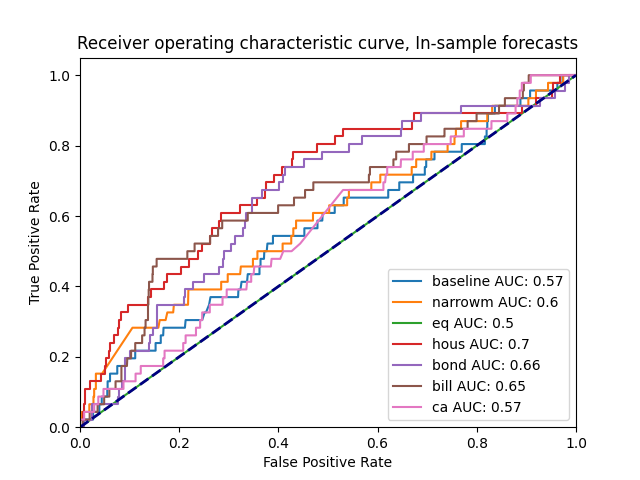 Receiver operating characteristic curve, In-sample forecasts
1.0
0.8
0.6
0.4
0.2
0.0
True Positive Rate
baseline AUC: 0.57
narrowm AUC: 0.6
eq AUC: 0.5
hous AUC: 0.7
bond AUC: 0.66
bill AUC: 0.65
ca AUC: 0.57
0.0 0.2 0.4 0.6 0.8 1.0
False Positive Rate